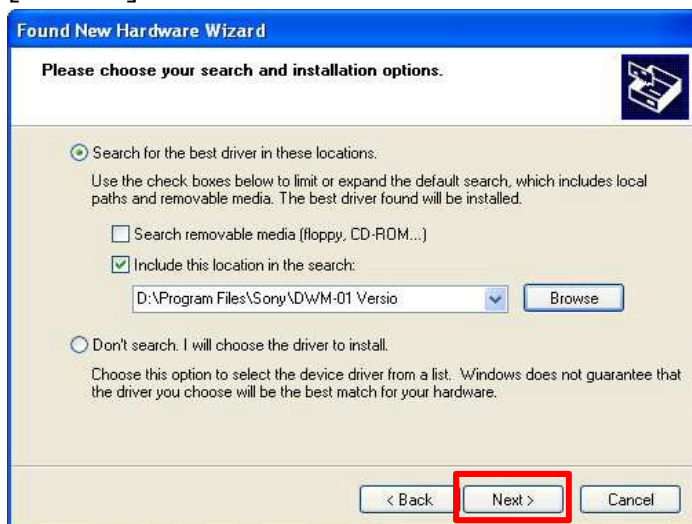 Found New Hardware Wizard
Please choose your search and installation options.
Search for the best driver in these locations.
Use the check boxes below to limit or expand the default search, which includes local
paths and removable media. The best driver found will be installed.
Search removable media (floppy, CD-ROM...)
Include this location in the search:
D:\Program Files\Sony\DWM-01 Versio
Browse
Don't search. I will choose the driver to install.
Choose this option to select the device driver from a list. Windows does not guarantee that
the driver you choose will be the best match for your hardware.
< Back
Next >
Cancel